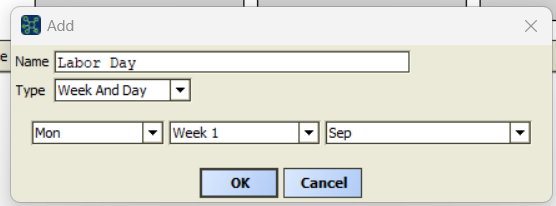 Add
e
Name Labor Day
Type Week And Day
Mon Week 1 Sep
OK Cancel